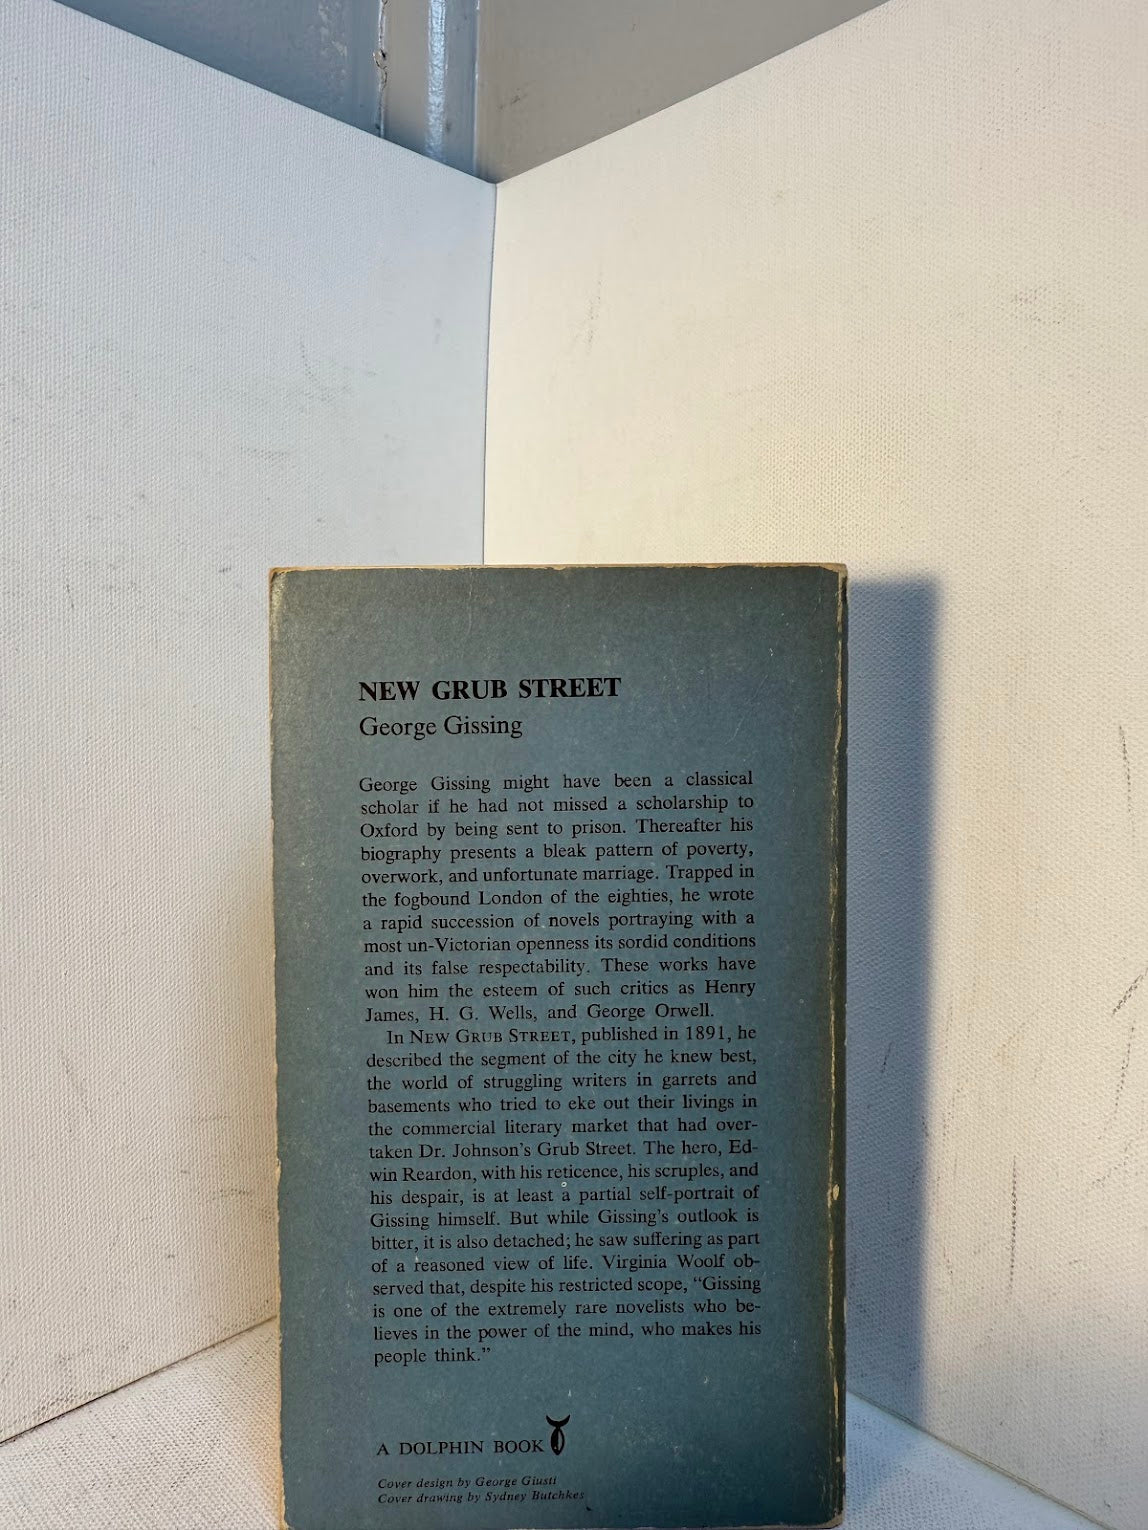 NEW GRUB STREET
George Gissing
George Gissing might have been a classical
scholar if he had not missed a scholarship to
Oxford by being sent to prison. Thereafter his
biography presents a bleak pattern of poverty,
overwork, and unfortunate marriage. Trapped in
the fogbound London of the eighties, he wrote
a rapid succession of novels portraying with a
most un-Victorian openness its sordid conditions
and its false respectability. These works have
won him the esteem of such critics as Henry
James, H. G. Wells, and George Orwell.
In NEW GRUB STREET, published in 1891, he
described the segment of the city he knew best,
the world of struggling writers in garrets and
basements who tried to eke out their livings in
the commercial literary market that had over-
taken Dr. Johnson's Grub Street. The hero, Ed-
win Reardon, with his reticence, his scruples, and
his despair, is at least a partial self-portrait of
Gissing himself. But while Gissing's outlook is
bitter, it is also detached; he saw suffering as part
of a reasoned view of life. Virginia Woolf ob-
served that, despite his restricted scope, “Gissing
is one of the extremely rare novelists who be-
lieves in the power of the mind, who makes his
people think.”
A DOLPHIN BOOK
Cover design by George Giusti
Cover drawing by Sydney Butchkes